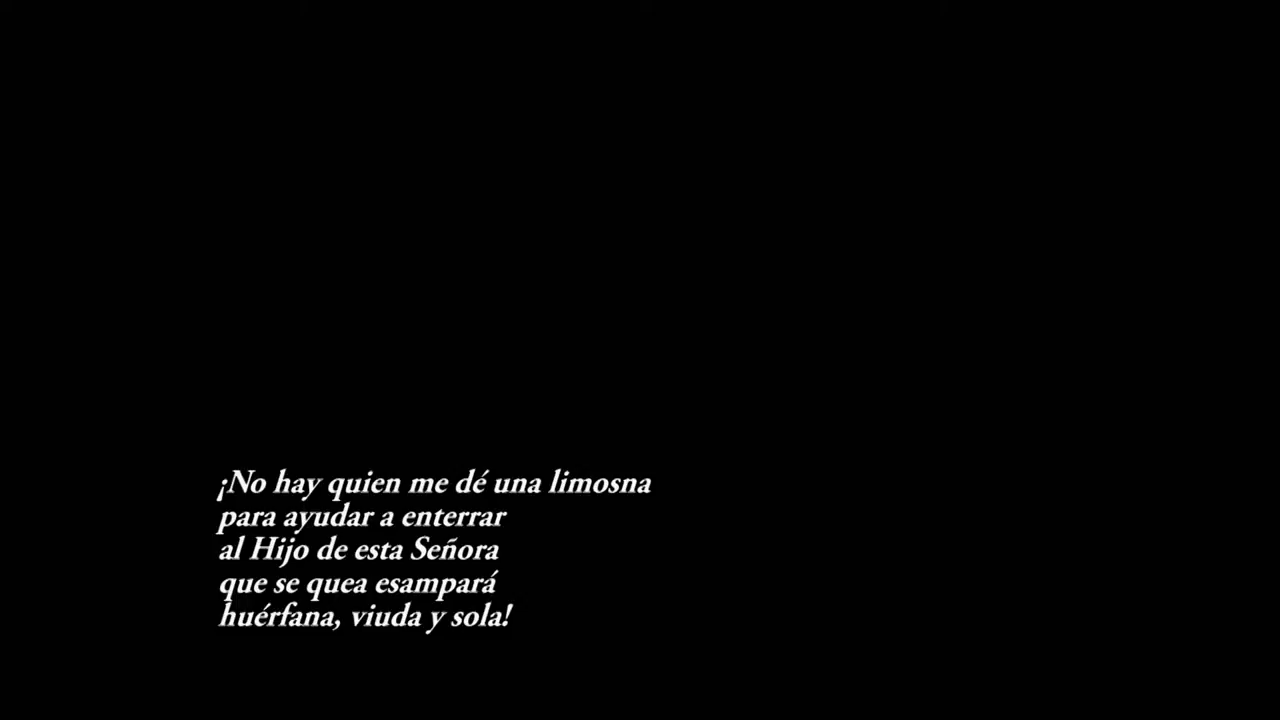 ¡No hay quien me dé una limosna
para ayudar a enterrar
al Hijo de esta Señora
que se quea esampará
huérfana, viuda y sola!